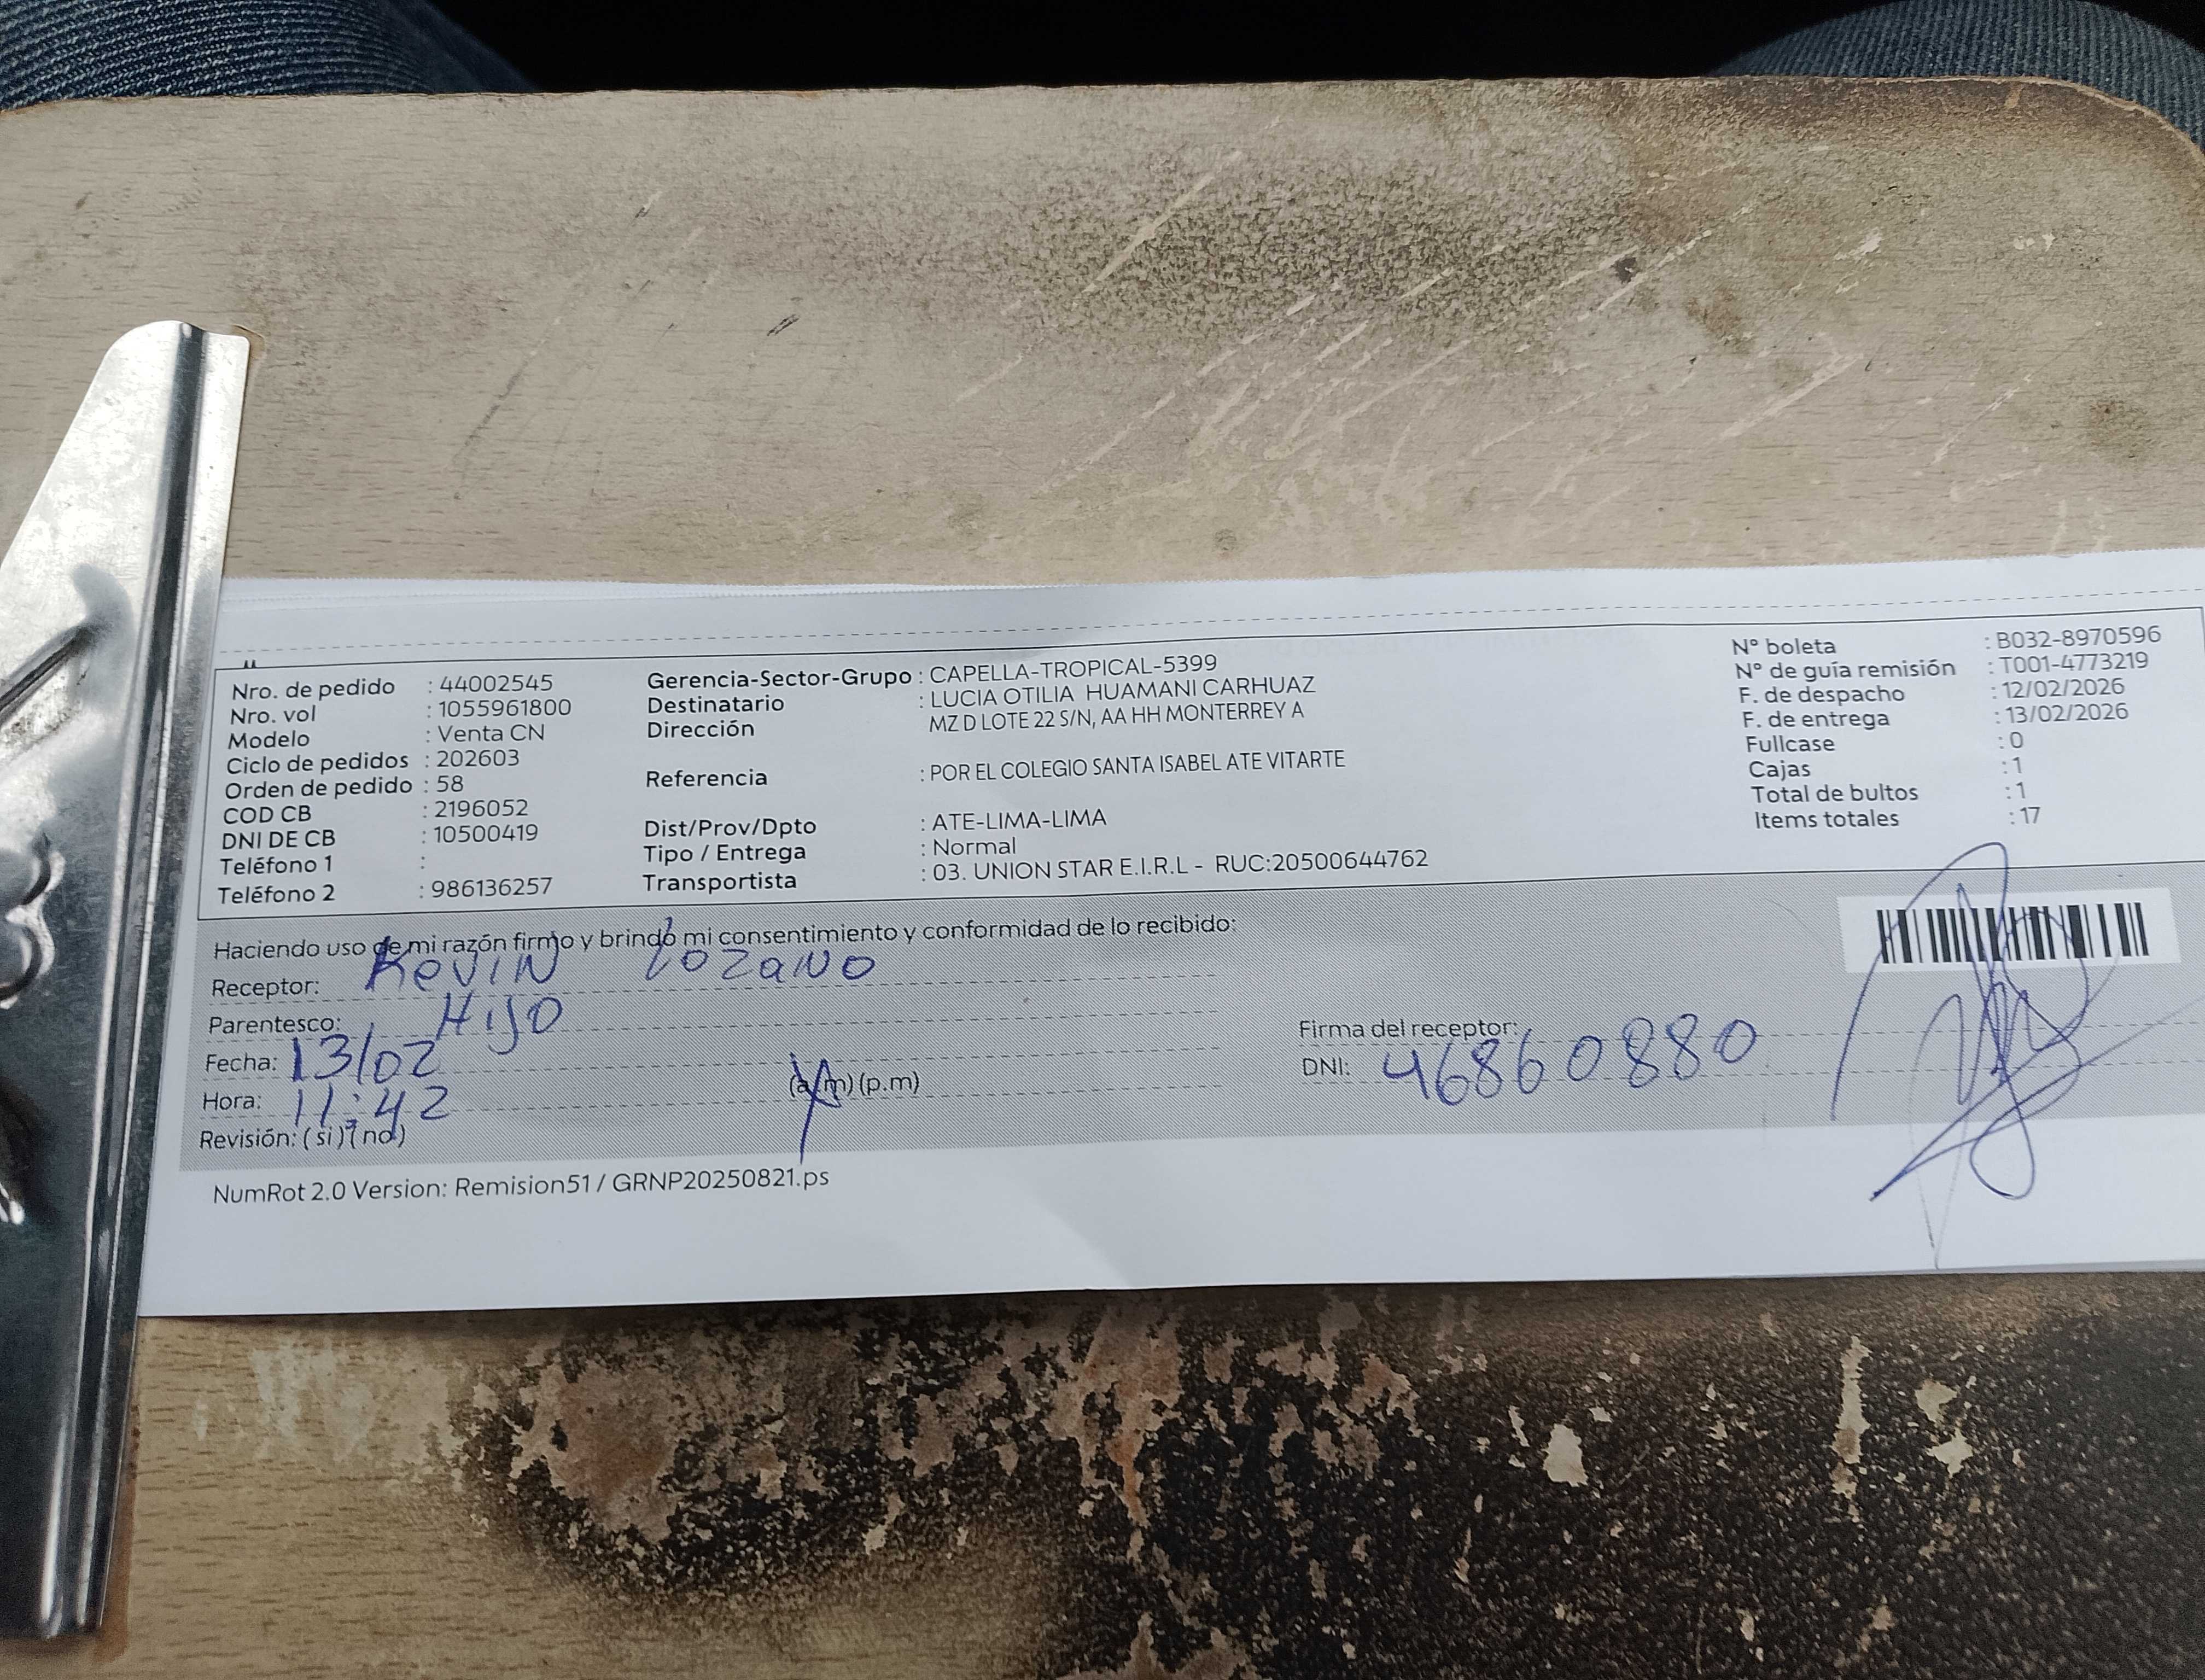 Nro. de pedido : 44002545
Nro. vol : 1055961800
Modelo : Venta CN
Ciclo de pedidos : 202603
Orden de pedido : 58
COD CB : 2196052
DNI DE CB : 10500419
Teléfono 1 :
Teléfono 2 : 986136257
Gerencia-Sector-Grupo : CAPELLA-TROPICAL-5399
Destinatario : LUCIA OTILIA HUAMANI CARHUAZ
Dirección MZ D LOTE 22 S/N, AA HH MONTERREY A
Referencia : POR EL COLEGIO SANTA ISABEL ATE VITARTE
Dist/Prov/Dpto : ATE-LIMA-LIMA
Tipo / Entrega : Normal
Transportista : 03. UNION STAR E.I.R.L - RUC:20500644762
N° boleta : B032-8970596
N° de guía remisión : T001-4773219
F. de despacho : 12/02/2026
F. de entrega : 13/02/2026
Fullcase : 0
Cajas : 1
Total de bultos : 1
Items totales : 17
Haciendo uso de mi razón firmo y brindo mi consentimiento y conformidad de lo recibido:
Receptor: Kevin Lozano
Parentesco: Hijo
Fecha: 13/02
Hora: 11:42 (a.m) (p.m)
Revisión: (si) (no)
Firma del receptor:
DNI: 46860880
NumRot 2.0 Version: Remision51 / GRNP20250821.ps